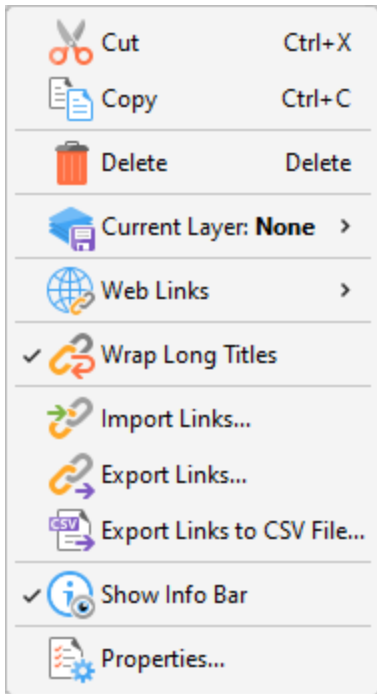 Cut Ctrl+X
Copy Ctrl+C
Delete Delete
Current Layer: None
Web Links
Wrap Long Titles
Import Links...
Export Links...
CSV Export Links to CSV File...
Show Info Bar
Properties...